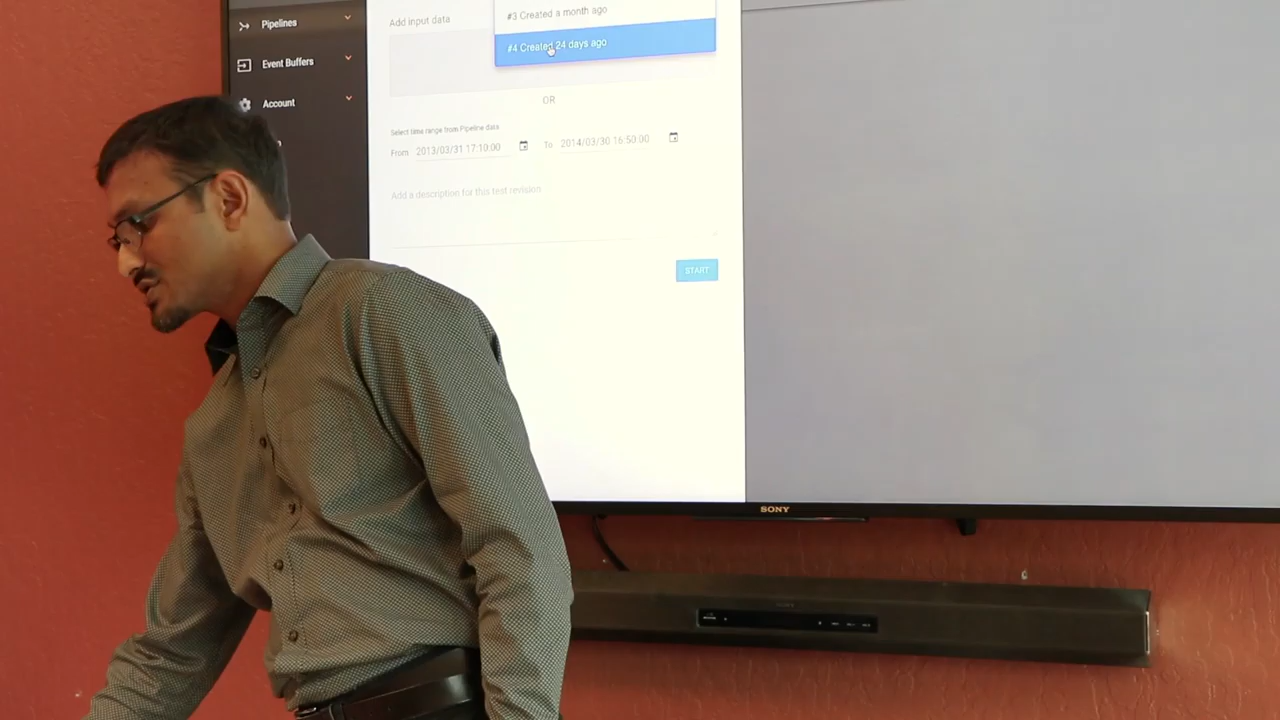 Pipelines
Event Buffers
Account
Add input data
#3 Created a month ago
#4 Created 24 days ago
OR
Select time range from Pipeline data
From 2013/03/31 17:10:00 To 2014/03/30 16:50:00
Add a description for this test revision
START
SONY